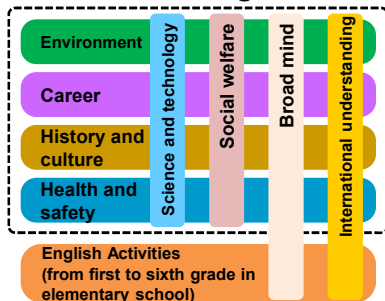 Environment
Career
History and
culture
Health and
safety
English Activities
(from first to sixth grade in
elementary school)
Science and technology
Social welfare
Broad mind
International understanding